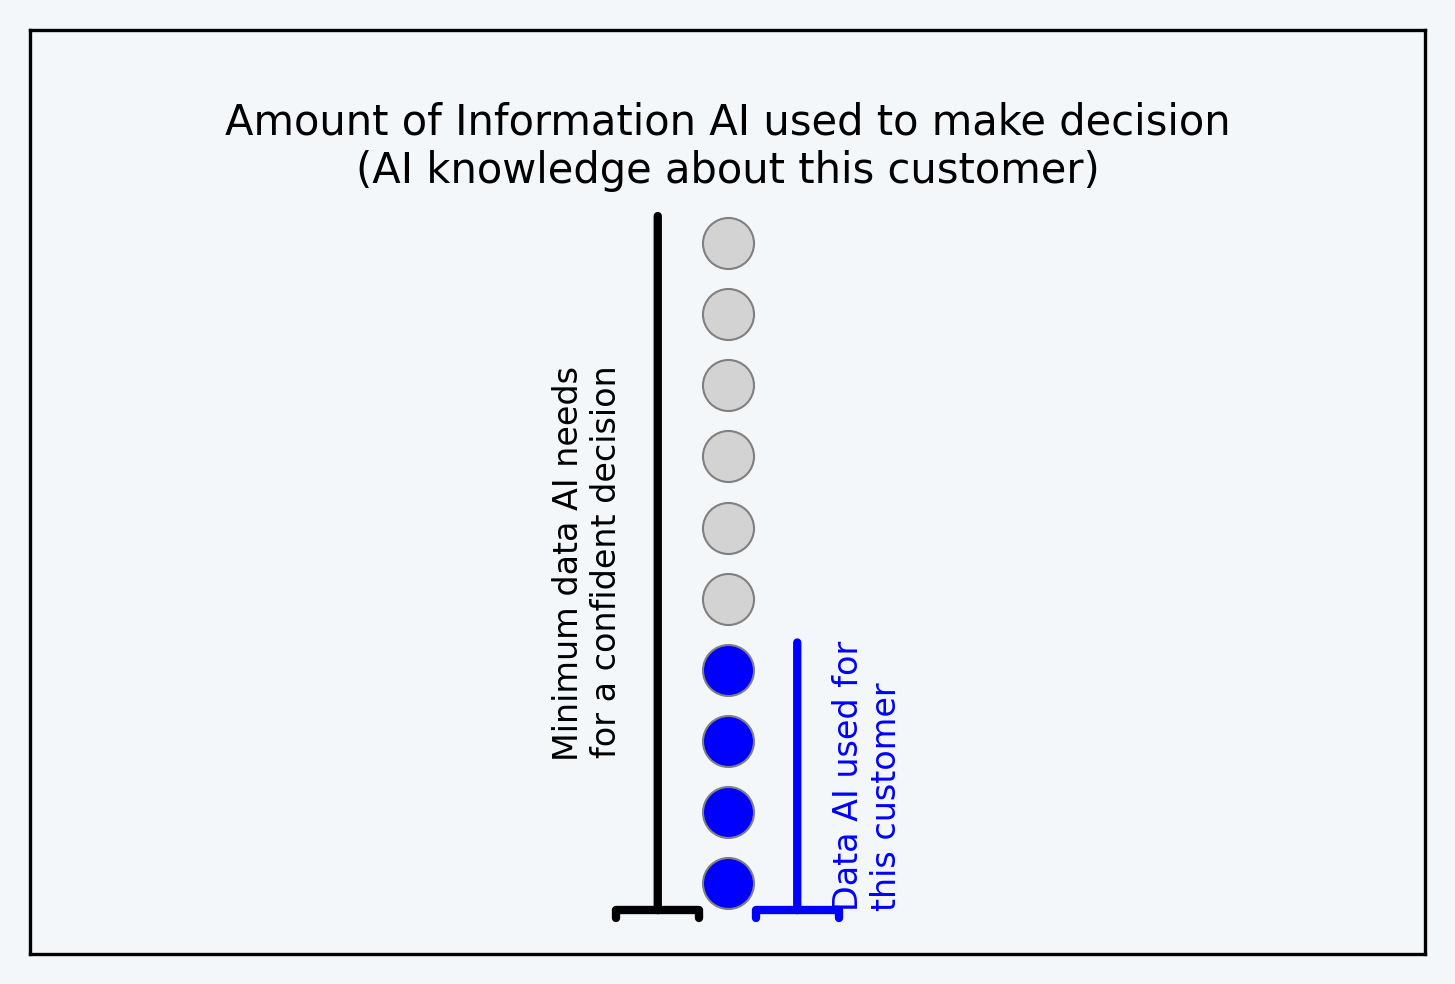 Amount of Information AI used to make decision
(AI knowledge about this customer)
Minimum data AI needs
for a confident decision
Data AI used for
this customer